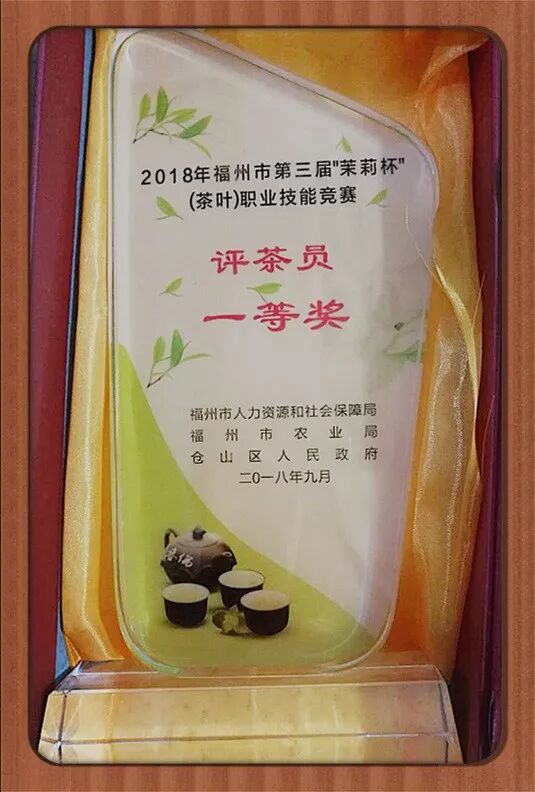 2018年福州市第三届"茉莉杯"
(茶叶)职业技能竞赛
评茶员
一等奖
福州市人力资源和社会保障局
福州市农业局
仓山区人民政府
二0一八年九月